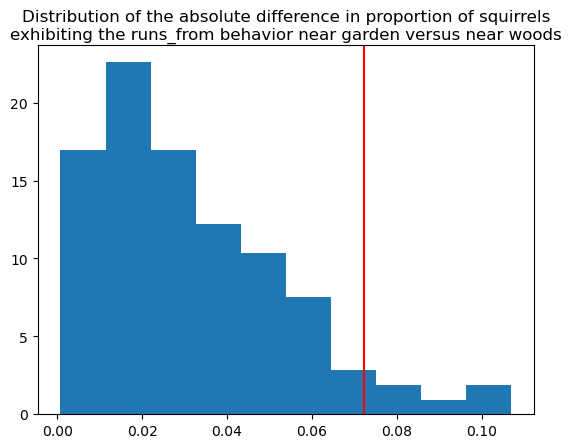 Distribution of the absolute difference in proportion of squirrels
exhibiting the runs_from behavior near garden versus near woods
20
15
10
5
0
0.00 0.02 0.04 0.06 0.08 0.10